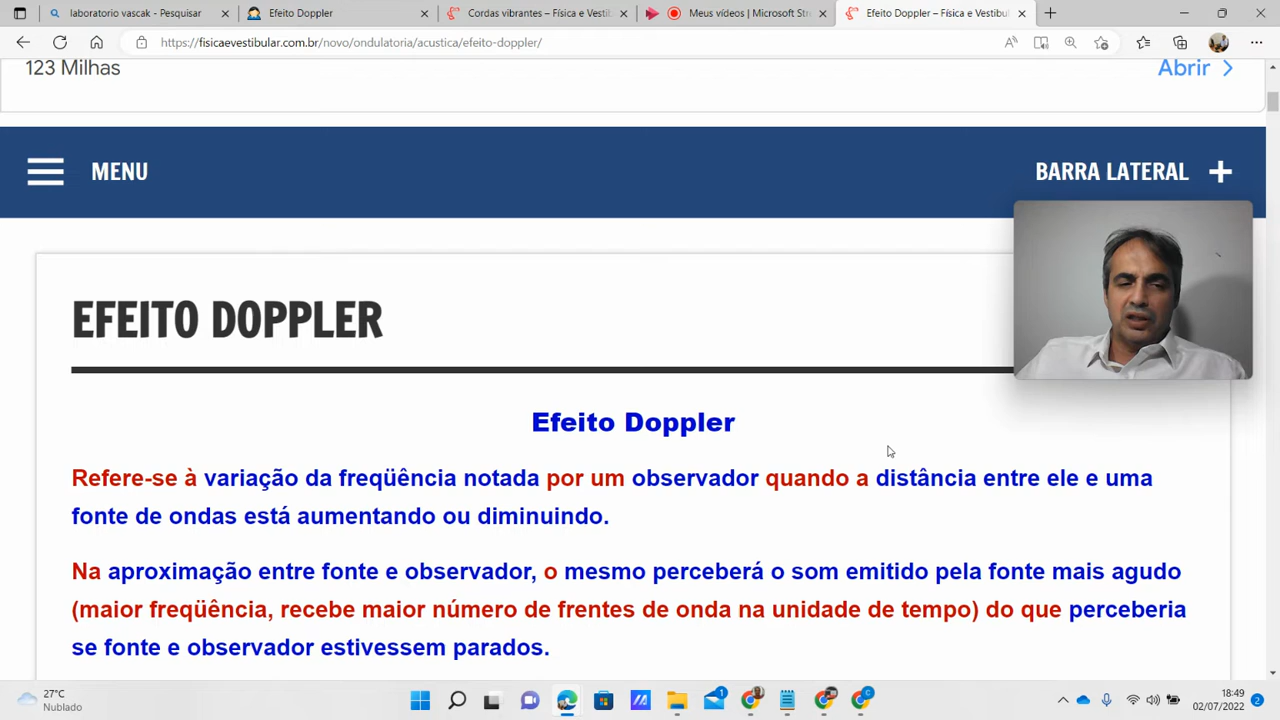 laboratorio vascak - Pesquisar
Efeito Doppler
Cordas vibrantes – Física e Vestib
Meus vídeos | Microsoft Str
Efeito Doppler – Física e Vestibul
https://fisicaevestibular.com.br/novo/ondulatoria/acustica/efeito-doppler/
123 Milhas
Abrir
MENU
BARRA LATERAL
EFEITO DOPPLER
Efeito Doppler
Refere-se à variação da freqüência notada por um observador quando a distância entre ele e uma
fonte de ondas está aumentando ou diminuindo.
Na aproximação entre fonte e observador, o mesmo perceberá o som emitido pela fonte mais agudo
(maior freqüência, recebe maior número de frentes de onda na unidade de tempo) do que perceberia
se fonte e observador estivessem parados.
27°C
Nublado
1
C
18:49
02/07/2022
2